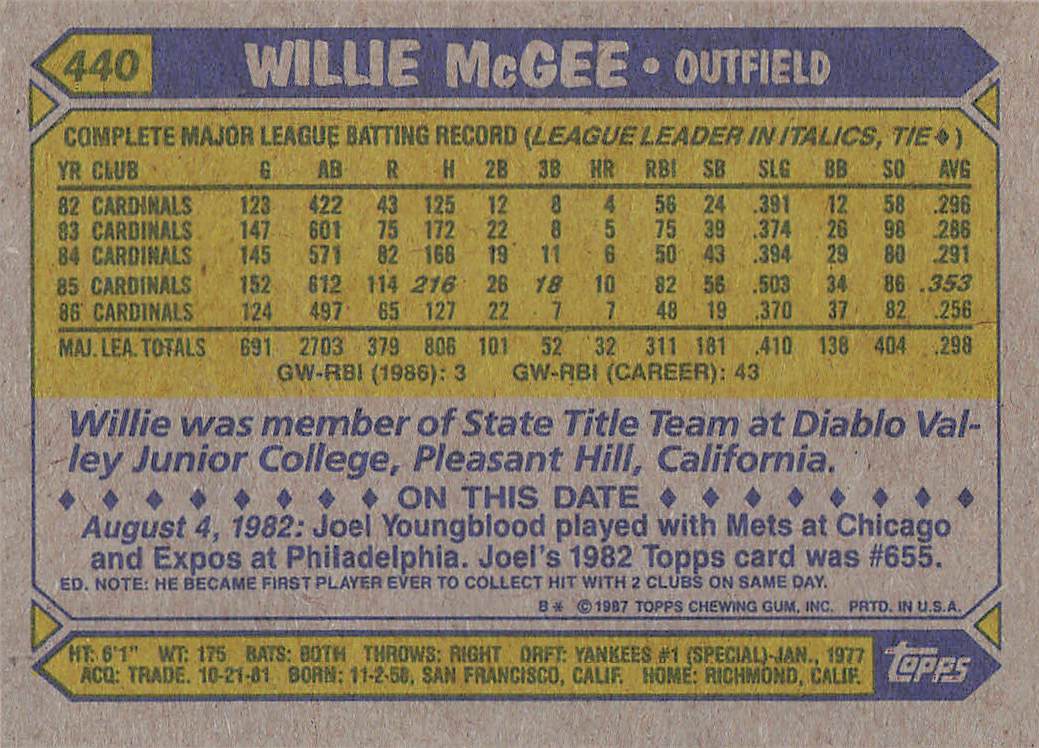 440 WILLIE McGEE • OUTFIELD
COMPLETE MAJOR LEAGUE BATTING RECORD (LEAGUE LEADER IN ITALICS, TIE♦)
YR CLUB G AB R H 2B 3B HR RBI SB SLG BB SO AVG
82 CARDINALS 123 422 43 125 12 8 4 56 24 .391 12 58 .296
83 CARDINALS 147 601 75 172 22 8 5 75 39 .374 26 98 .286
84 CARDINALS 145 571 82 166 19 11 6 50 43 .394 29 80 .291
85 CARDINALS 152 612 114 216 26 18 10 82 56 .503 34 86 .353
86 CARDINALS 124 497 65 127 22 7 7 48 19 .370 37 82 .256
MAJ. LEA. TOTALS 691 2703 379 806 101 52 32 311 181 .410 138 404 .298
GW-RBI (1986): 3 GW-RBI (CAREER): 43
Willie was member of State Title Team at Diablo Val-
ley Junior College, Pleasant Hill, California.
♦ ♦ ♦ ♦ ♦ ♦ ♦ ♦ ON THIS DATE ♦ ♦ ♦ ♦ ♦ ♦ ♦ ♦
August 4, 1982: Joel Youngblood played with Mets at Chicago
and Expos at Philadelphia. Joel's 1982 Topps card was #655.
ED. NOTE: HE BECAME FIRST PLAYER EVER TO COLLECT HIT WITH 2 CLUBS ON SAME DAY.
B* ©1987 TOPPS CHEWING GUM, INC. PRTD. IN U.S.A.
HT: 6'1" WT: 175 BATS: BOTH THROWS: RIGHT DRFT: YANKEES #1 (SPECIAL)-JAN., 1977
ACQ: TRADE. 10-21-81 BORN: 11-2-58, SAN FRANCISCO, CALIF. HOME: RICHMOND, CALIF.
TOPPS